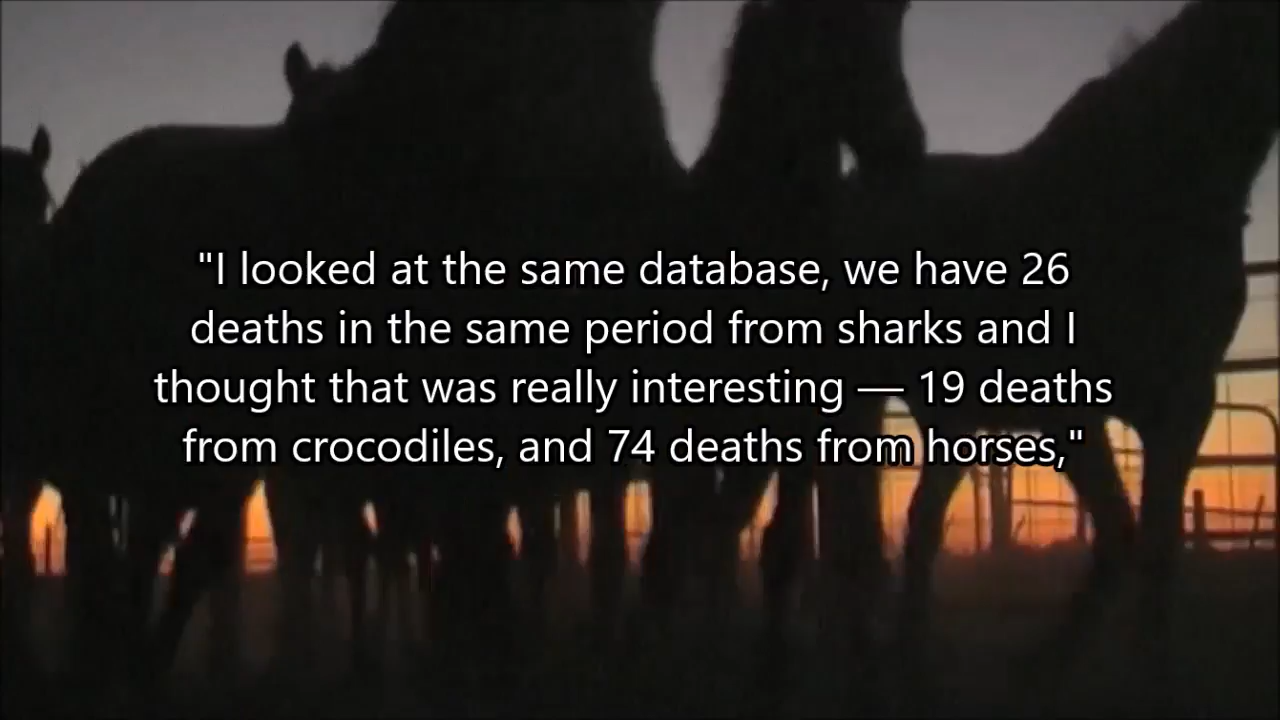 "I looked at the same database, we have 26
deaths in the same period from sharks and I
thought that was really interesting — 19 deaths
from crocodiles, and 74 deaths from horses,"